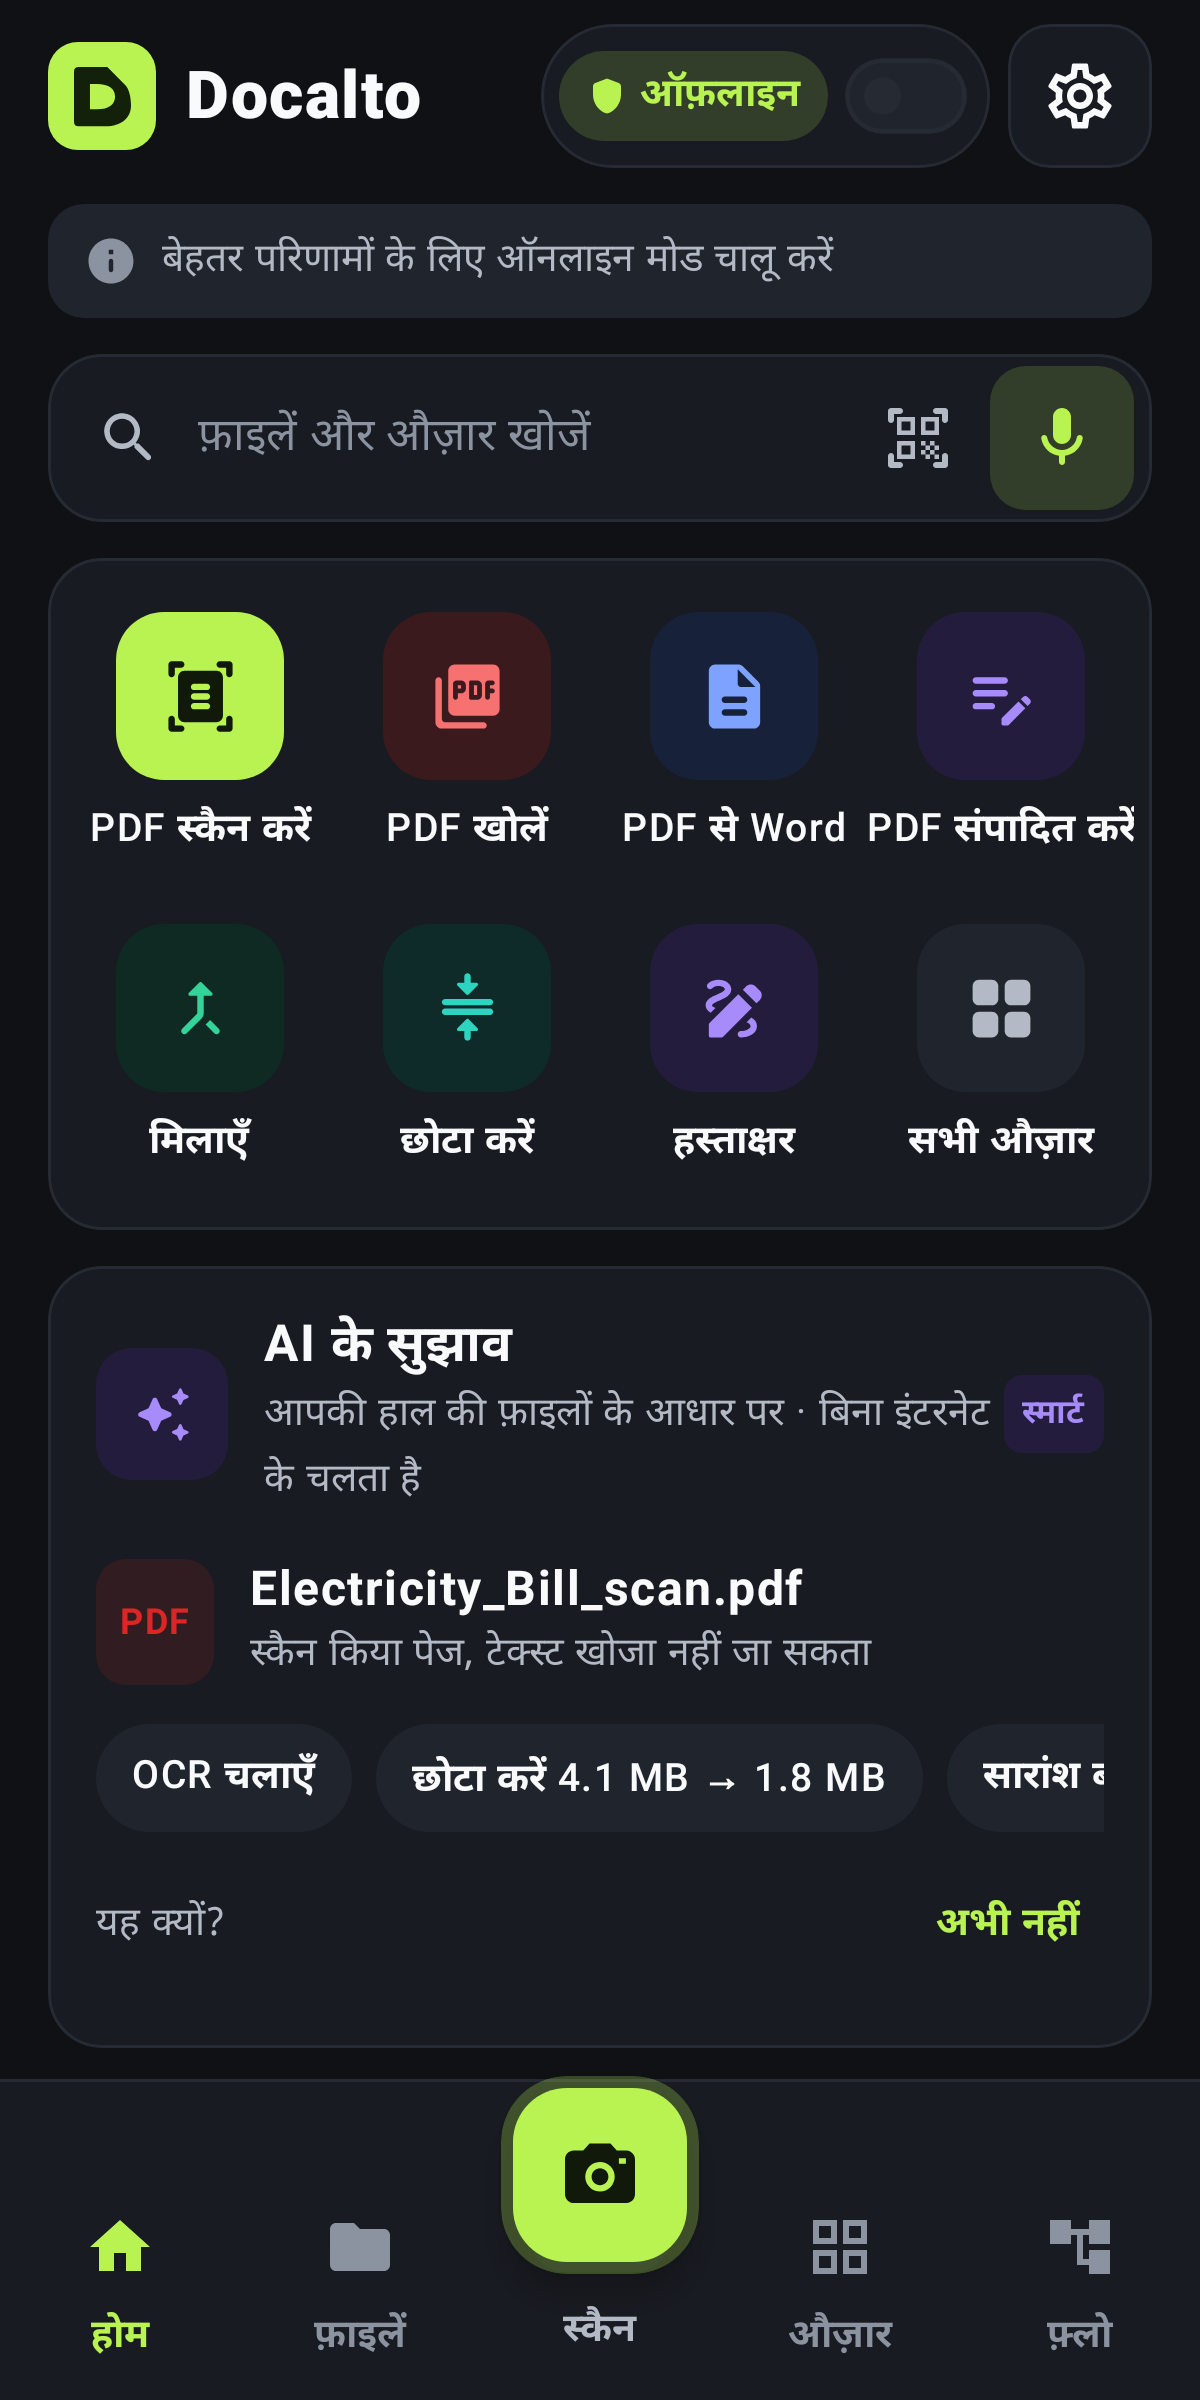 Docalto
ऑफ़लाइन
बेहतर परिणामों के लिए ऑनलाइन मोड चालू करें
फ़ाइलें और औज़ार खोजें
PDF स्कैन करें
PDF खोलें
PDF से Word
PDF संपादित करें
मिलाएँ
छोटा करें
हस्ताक्षर
सभी औज़ार
AI के सुझाव
आपकी हाल की फ़ाइलों के आधार पर · बिना इंटरनेट
के चलता है
स्मार्ट
PDF
Electricity_Bill_scan.pdf
स्कैन किया पेज, टेक्स्ट खोजा नहीं जा सकता
OCR चलाएँ
छोटा करें 4.1 MB → 1.8 MB
सारांश
यह क्यों?
अभी नहीं
होम
फ़ाइलें
स्कैन
औज़ार
फ़्लो